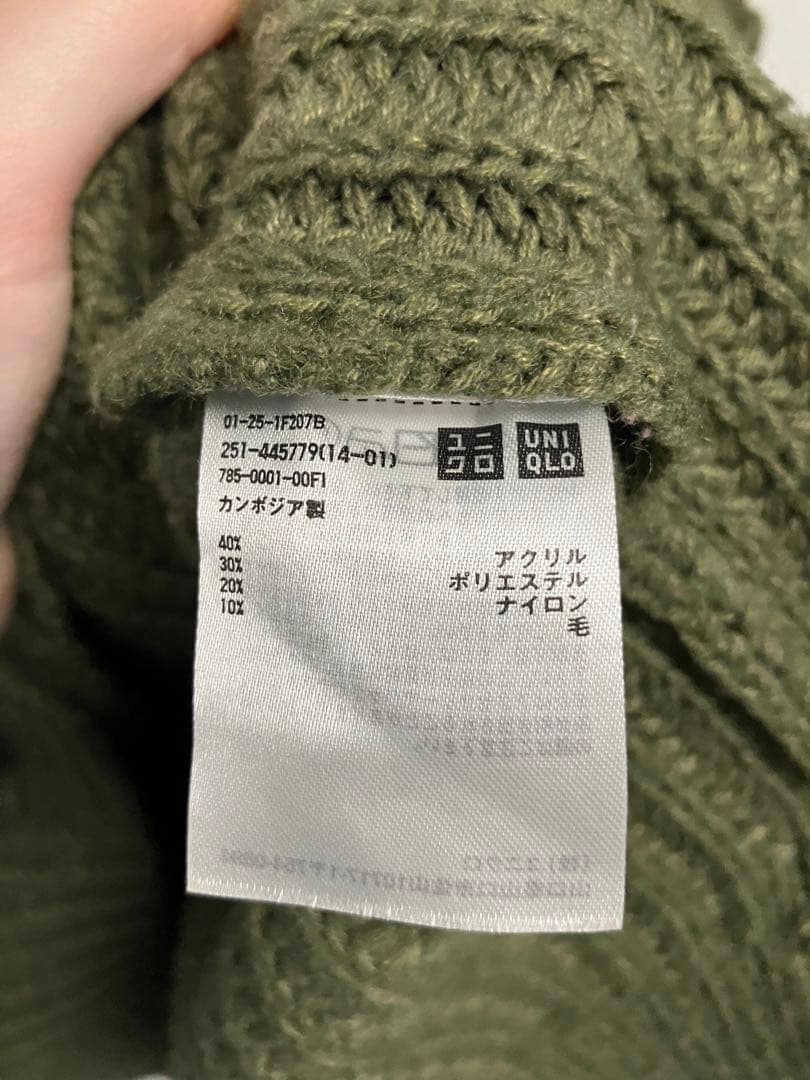 01-25-1F207B
251-445779(14-01)
785-0001-00F1
カンボジア製
ユニ
クロ
UNI
QLO
40% アクリル
30% ポリエステル
20% ナイロン
10% 毛